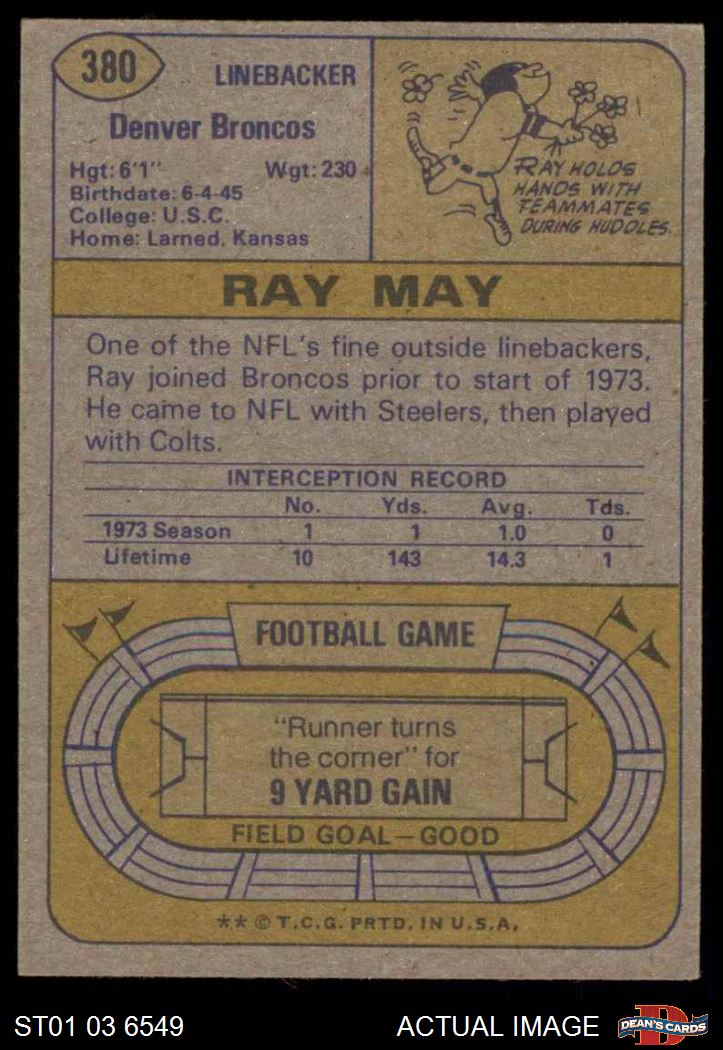 380
LINEBACKER
Denver Broncos
Hgt: 6'1" Wgt: 230
Birthdate: 6-4-45
College: U.S.C.
Home: Larned, Kansas
RAY HOLDS
HANDS WITH
TEAMMATES
DURING HUDDLES.
RAY MAY
One of the NFL's fine outside linebackers,
Ray joined Broncos prior to start of 1973.
He came to NFL with Steelers, then played
with Colts.
INTERCEPTION RECORD
No. Yds. Avg. Tds.
1973 Season 1 1 1.0 0
Lifetime 10 143 14.3 1
FOOTBALL GAME
"Runner turns
the corner" for
9 YARD GAIN
FIELD GOAL—GOOD
** © T.C.G. PRTD. IN U.S.A.
ST01 03 6549
ACTUAL IMAGE
D
DEAN'S CARDS